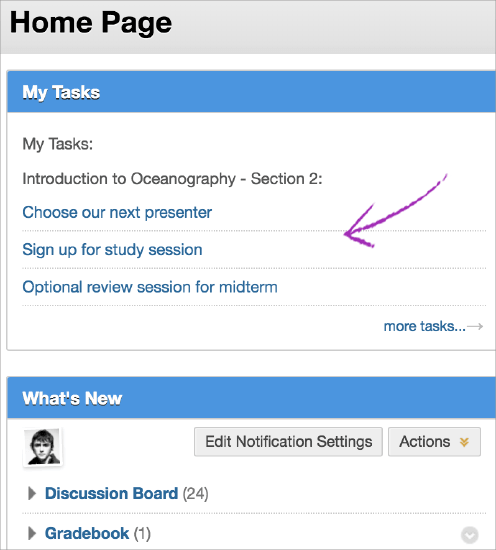 Home Page
My Tasks
My Tasks:
Introduction to Oceanography - Section 2:
Choose our next presenter
Sign up for study session
Optional review session for midterm
more tasks...→
What's New
Edit Notification Settings
Actions
Discussion Board (24)
Gradebook (1)